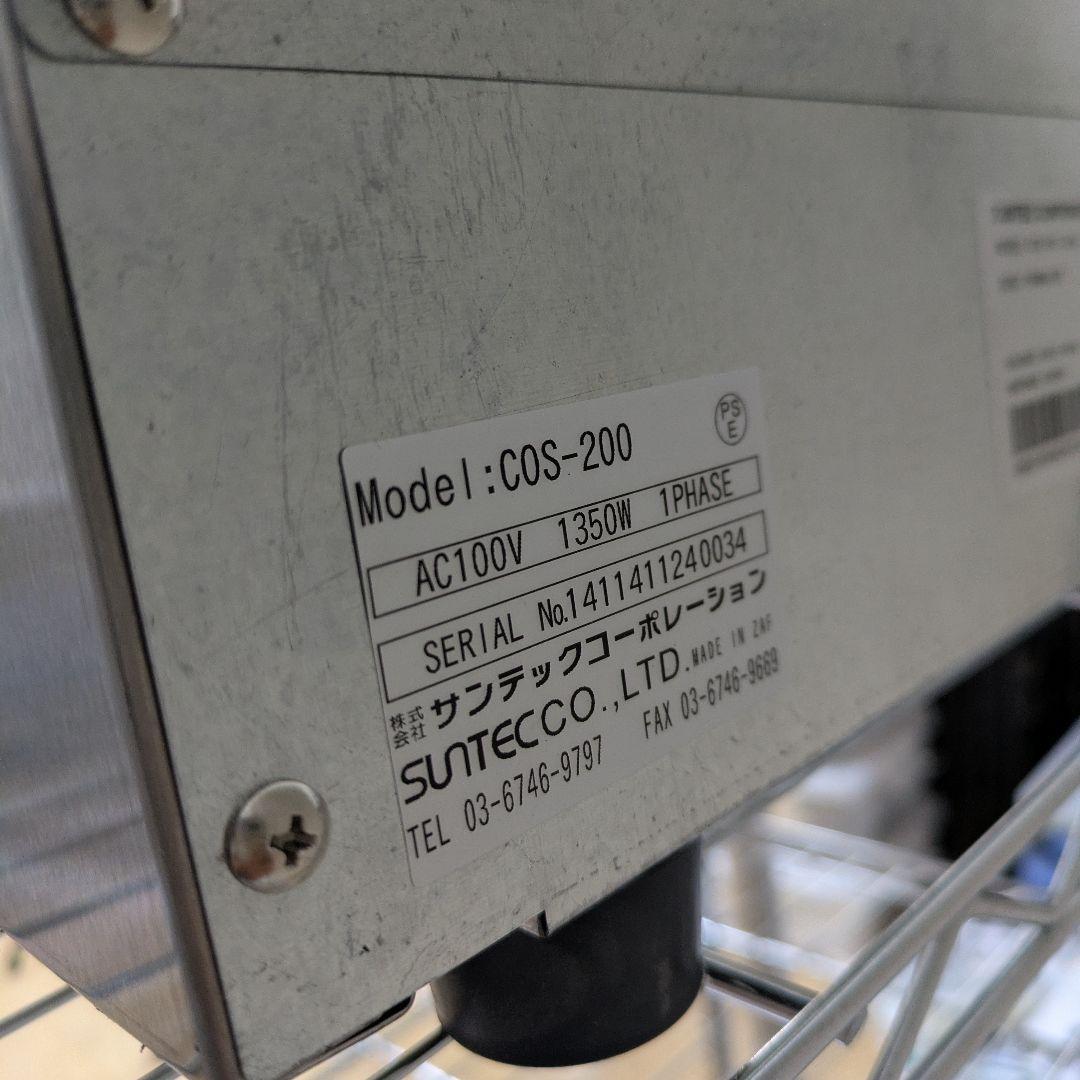 Model:COS-200
PS
E
AC100V 1350W 1PHASE
SERIAL No.1411411240034
株式会社 サンテックコーポレーション
SUNTEC CO.,LTD. MADE IN ZAF
TEL 03-6746-9797 FAX 03-6746-9669